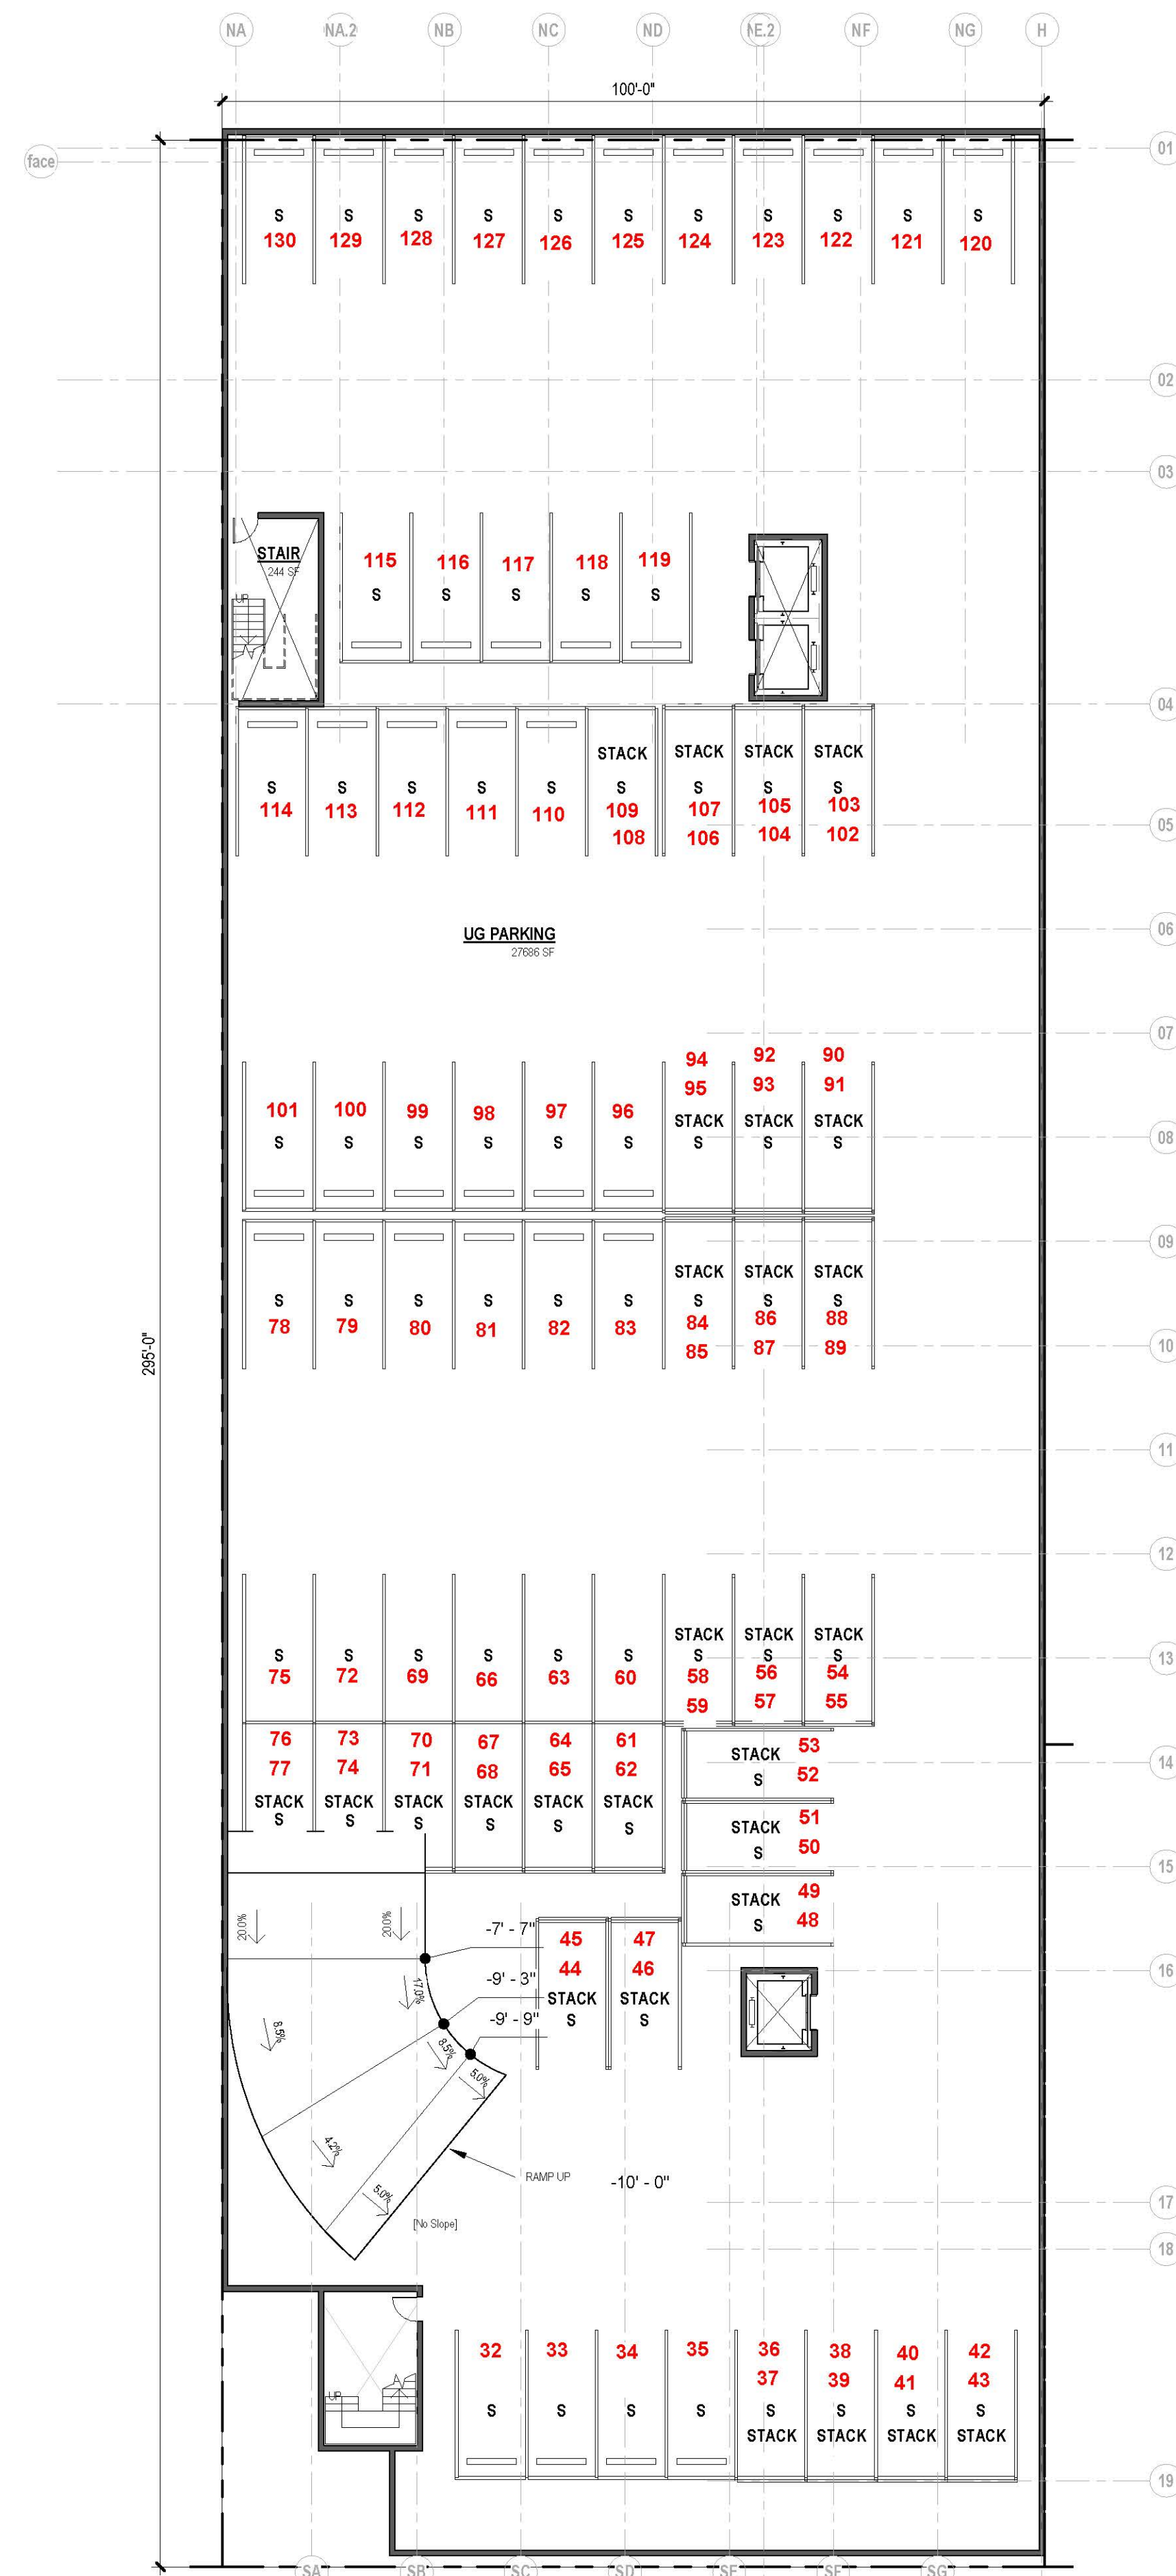 NA NA.2 NB NC ND NE.2 NF NG H
100'-0"
face 01
S S S S S S S S S S S
130 129 128 127 126 125 124 123 122 121 120
02
03
STAIR
244 SF
115 116 117 118 119
S S S S S
UP
04
STACK STACK STACK STACK
S S S S S S S S S
114 113 112 111 110 109 107 105 103
108 106 104 102
05
06
UG PARKING
27686 SF
07
94 92 90
95 93 91
101 100 99 98 97 96
STACK STACK STACK
S S S S S S S S S
08
09
STACK STACK STACK
S S S S S S S S S
78 79 80 81 82 83 84 86 88
85 87 89
10
295'-0"
11
12
STACK STACK STACK
S S S S S S S S S
75 72 69 66 63 60 58 56 54
59 57 55
13
76 73 70 67 64 61
77 74 71 68 65 62
STACK STACK STACK STACK STACK STACK
S S S S S S
STACK 53
S 52
14
STACK 51
S 50
15
STACK 49
S 48
20.0% 20.0%
-7' - 7"
45 47
44 46
STACK STACK
S S
16
-9' - 3"
17.0%
-9' - 9"
8.5% 8.5%
5.0%
4.2%
5.0%
RAMP UP
-10' - 0"
[No Slope]
17
18
32 33 34 35 36 38 40 42
37 39 41 43
S S S S S S S S
STACK STACK STACK STACK
UP
19
SA SB SC SD SE SF SG